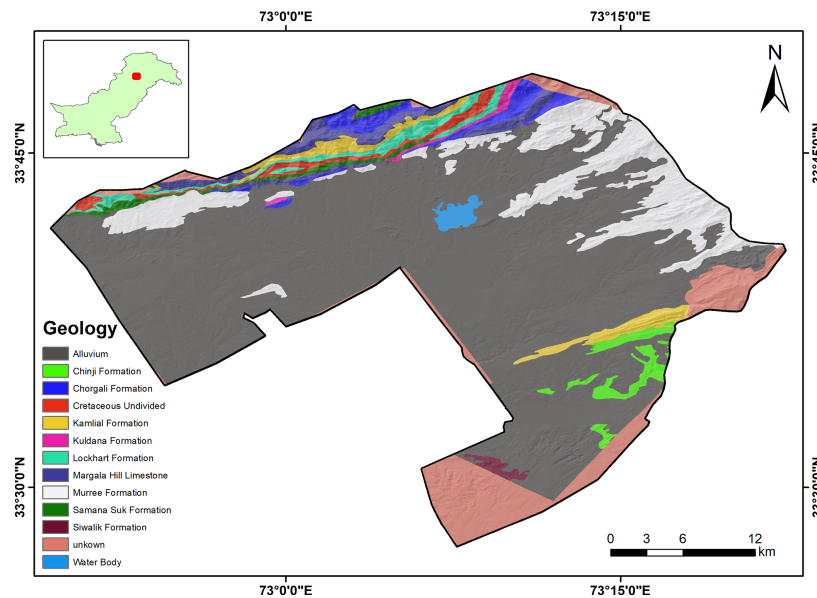 73°0'0"E
73°15'0"E
N
33°45'0"N
33°45'0"N
Geology
Alluvium
Chinji Formation
Chorgali Formation
Cretaceous Undivided
Kamlial Formation
Kuldana Formation
Lockhart Formation
Margala Hill Limestone
Murree Formation
Samana Suk Formation
Siwalik Formation
unkown
Water Body
33°30'0"N
33°30'0"N
0 3 6 12
km
73°0'0"E
73°15'0"E